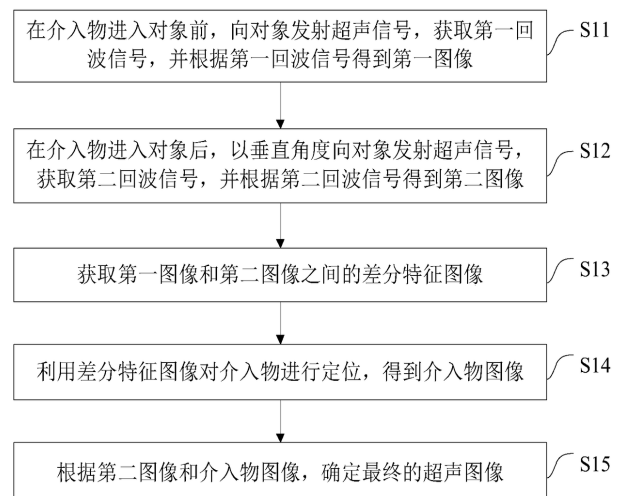 在介入物进入对象前，向对象发射超声信号，获取第一回
波信号，并根据第一回波信号得到第一图像
S11
在介入物进入对象后，以垂直角度向对象发射超声信号，
获取第二回波信号，并根据第二回波信号得到第二图像
S12
获取第一图像和第二图像之间的差分特征图像
S13
利用差分特征图像对介入物进行定位，得到介入物图像
S14
根据第二图像和介入物图像，确定最终的超声图像
S15